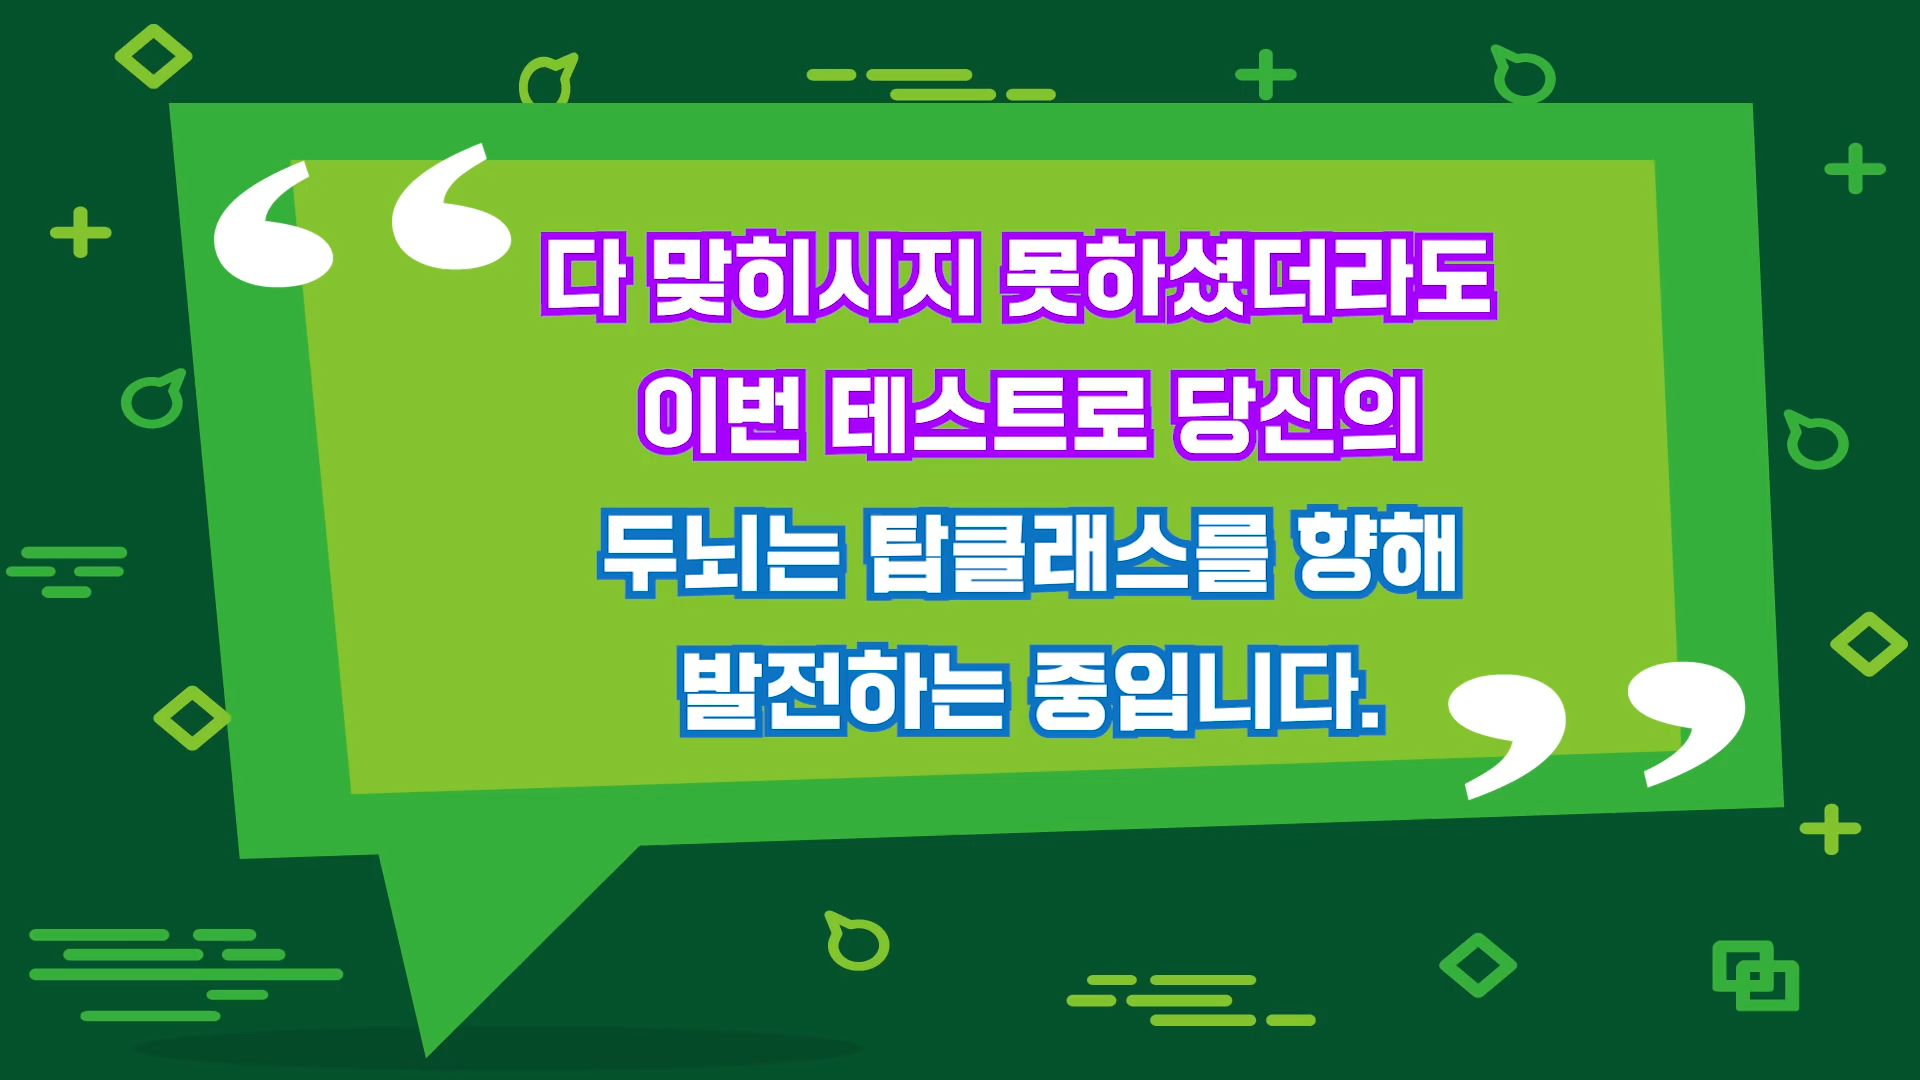 다 맞히시지 못하셨더라도
이번 테스트로 당신의
두뇌는 탑클래스를 향해
발전하는 중입니다.